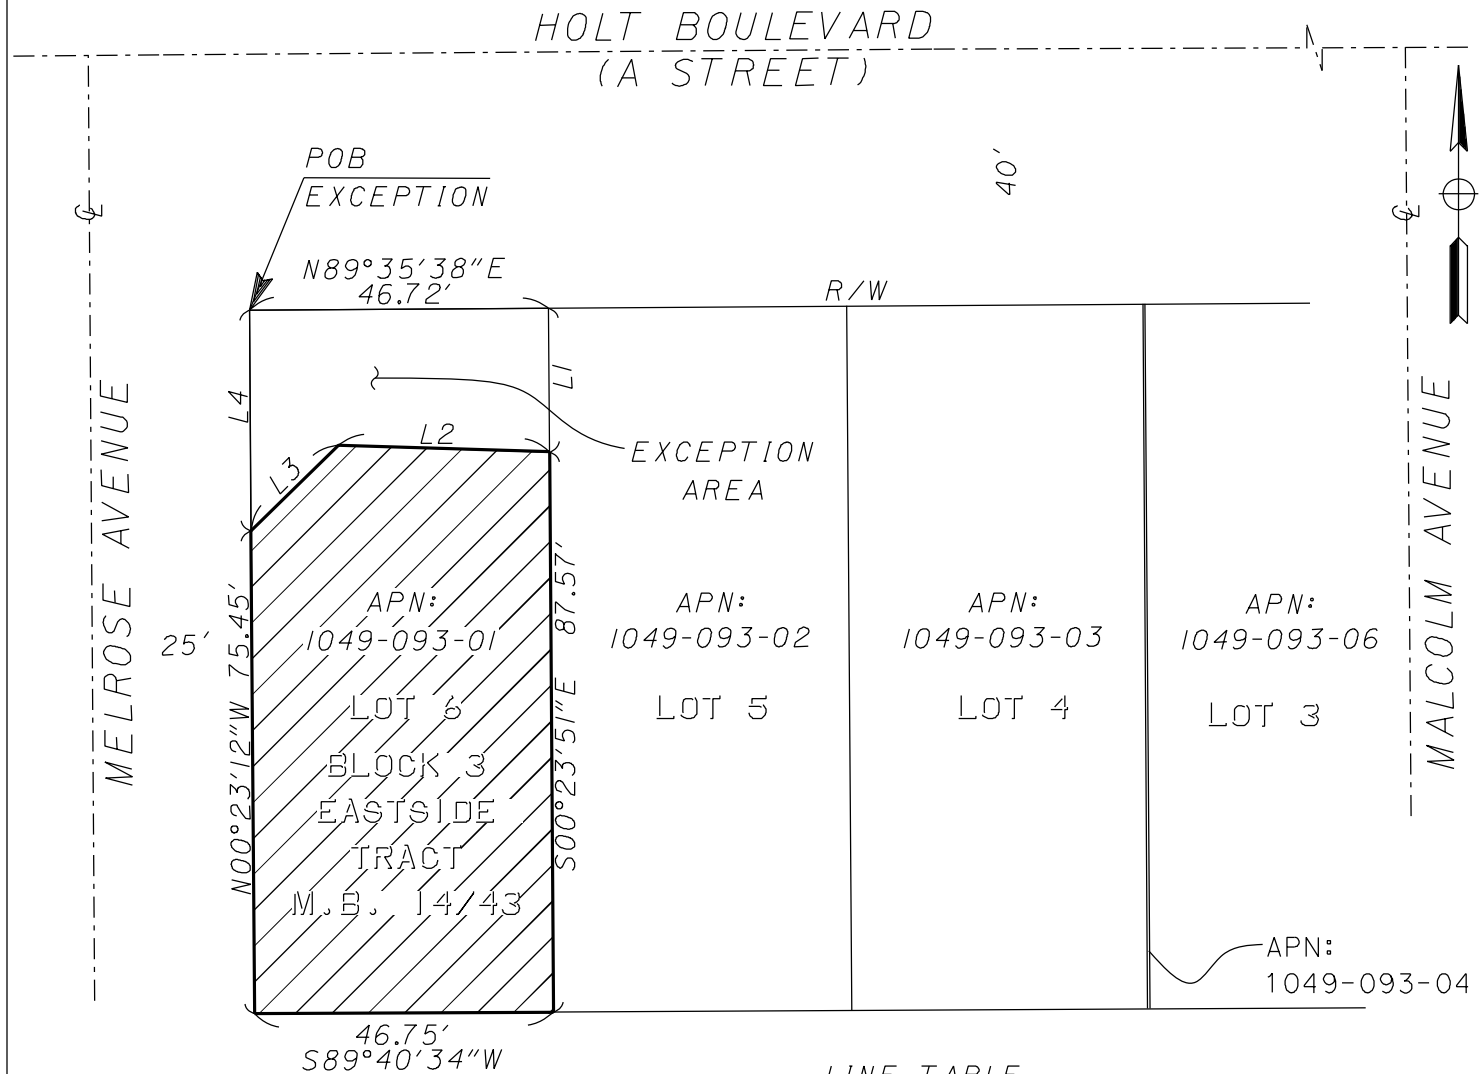 HOLT BOULEVARD
(A STREET)
POB
EXCEPTION
40'
℄
℄
N89°35'38"E
46.72'
R/W
L4
L1
L2
L3
EXCEPTION
AREA
MELROSE AVENUE
MALCOLM AVENUE
25'
N00°23'12"W 75.45'
S00°23'51"E 87.57'
APN:
1049-093-01
LOT 6
BLOCK 3
EASTSIDE
TRACT
M.B. 14/43
APN:
1049-093-02
LOT 5
APN:
1049-093-03
LOT 4
APN:
1049-093-06
LOT 3
APN:
1049-093-04
46.75'
S89°40'34"W
LINE TABLE